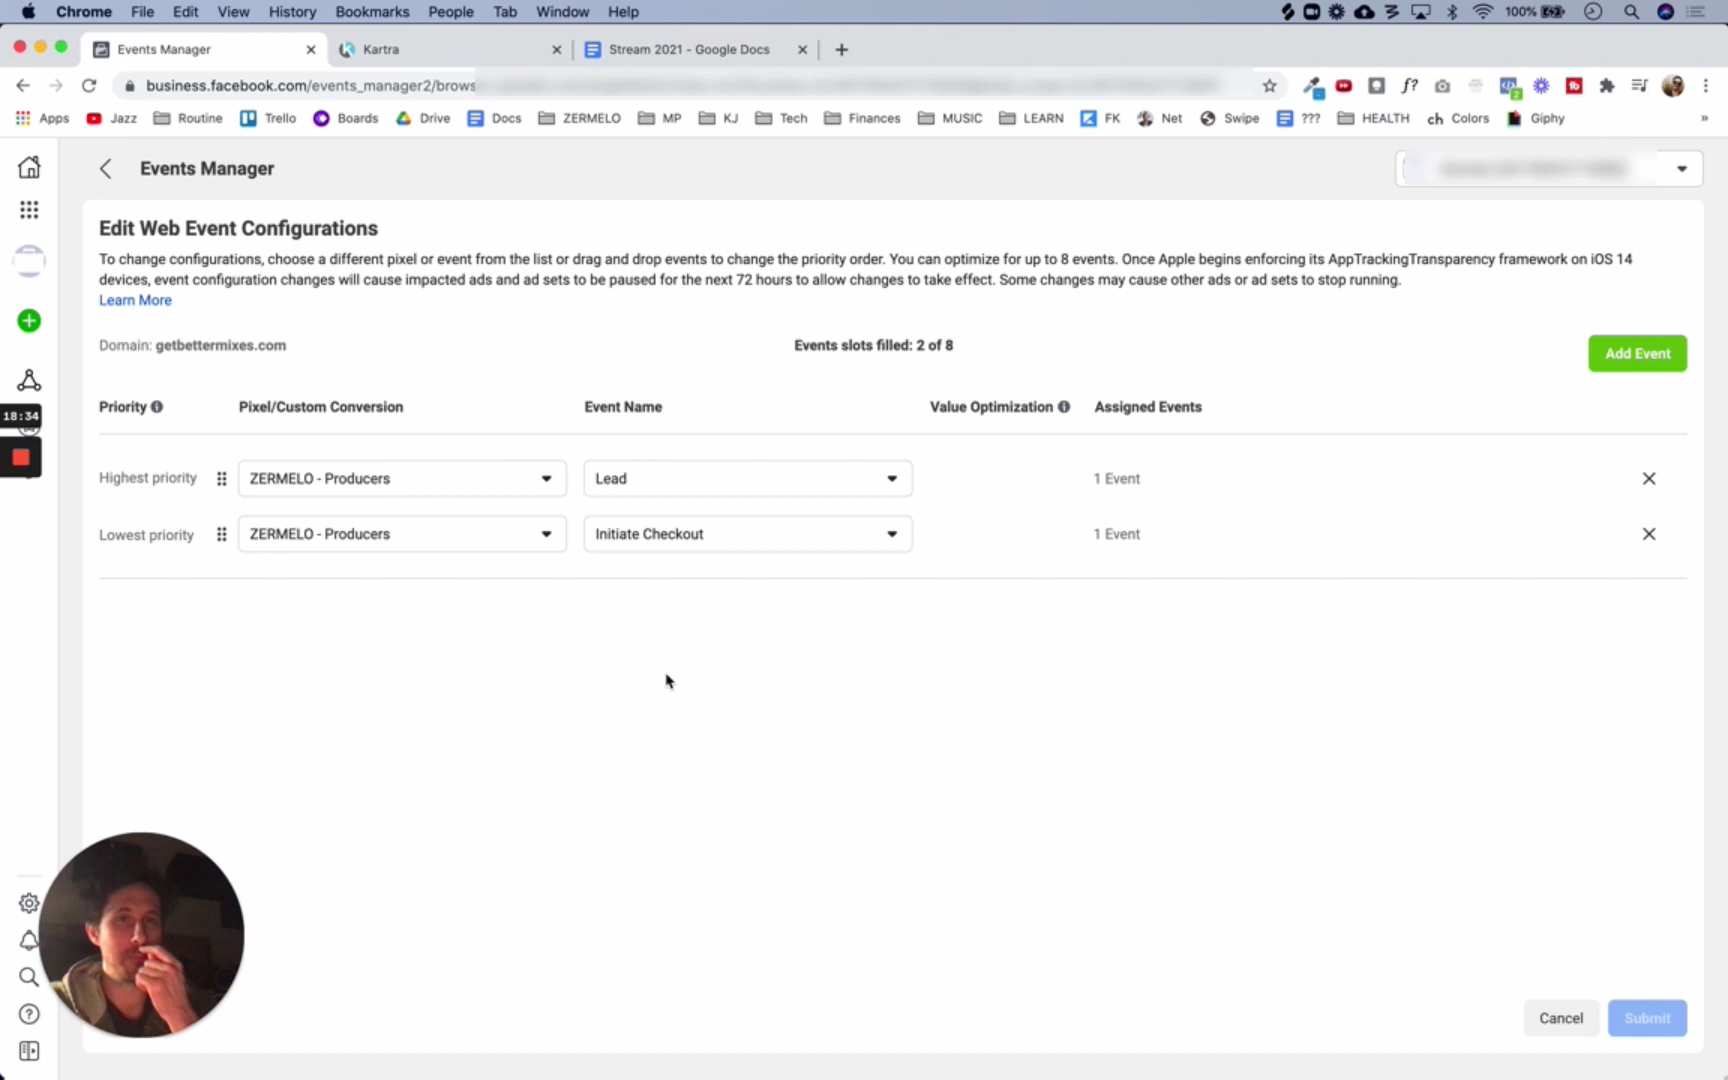 Chrome File Edit View History Bookmarks People Tab Window Help 100%
Events Manager Kartra Stream 2021 - Google Docs
business.facebook.com/events_manager2/brows
Apps Jazz Routine Trello Boards Drive Docs ZERMELO MP KJ Tech Finances MUSIC LEARN FK Net Swipe ??? HEALTH ch Colors Giphy »
Events Manager
Edit Web Event Configurations
To change configurations, choose a different pixel or event from the list or drag and drop events to change the priority order. You can optimize for up to 8 events. Once Apple begins enforcing its AppTrackingTransparency framework on iOS 14
devices, event configuration changes will cause impacted ads and ad sets to be paused for the next 72 hours to allow changes to take effect. Some changes may cause other ads or ad sets to stop running.
Learn More
Domain: getbettermixes.com Events slots filled: 2 of 8 Add Event
Priority Pixel/Custom Conversion Event Name Value Optimization Assigned Events
18:34
Highest priority ZERMELO - Producers Lead 1 Event
Lowest priority ZERMELO - Producers Initiate Checkout 1 Event
Cancel Submit